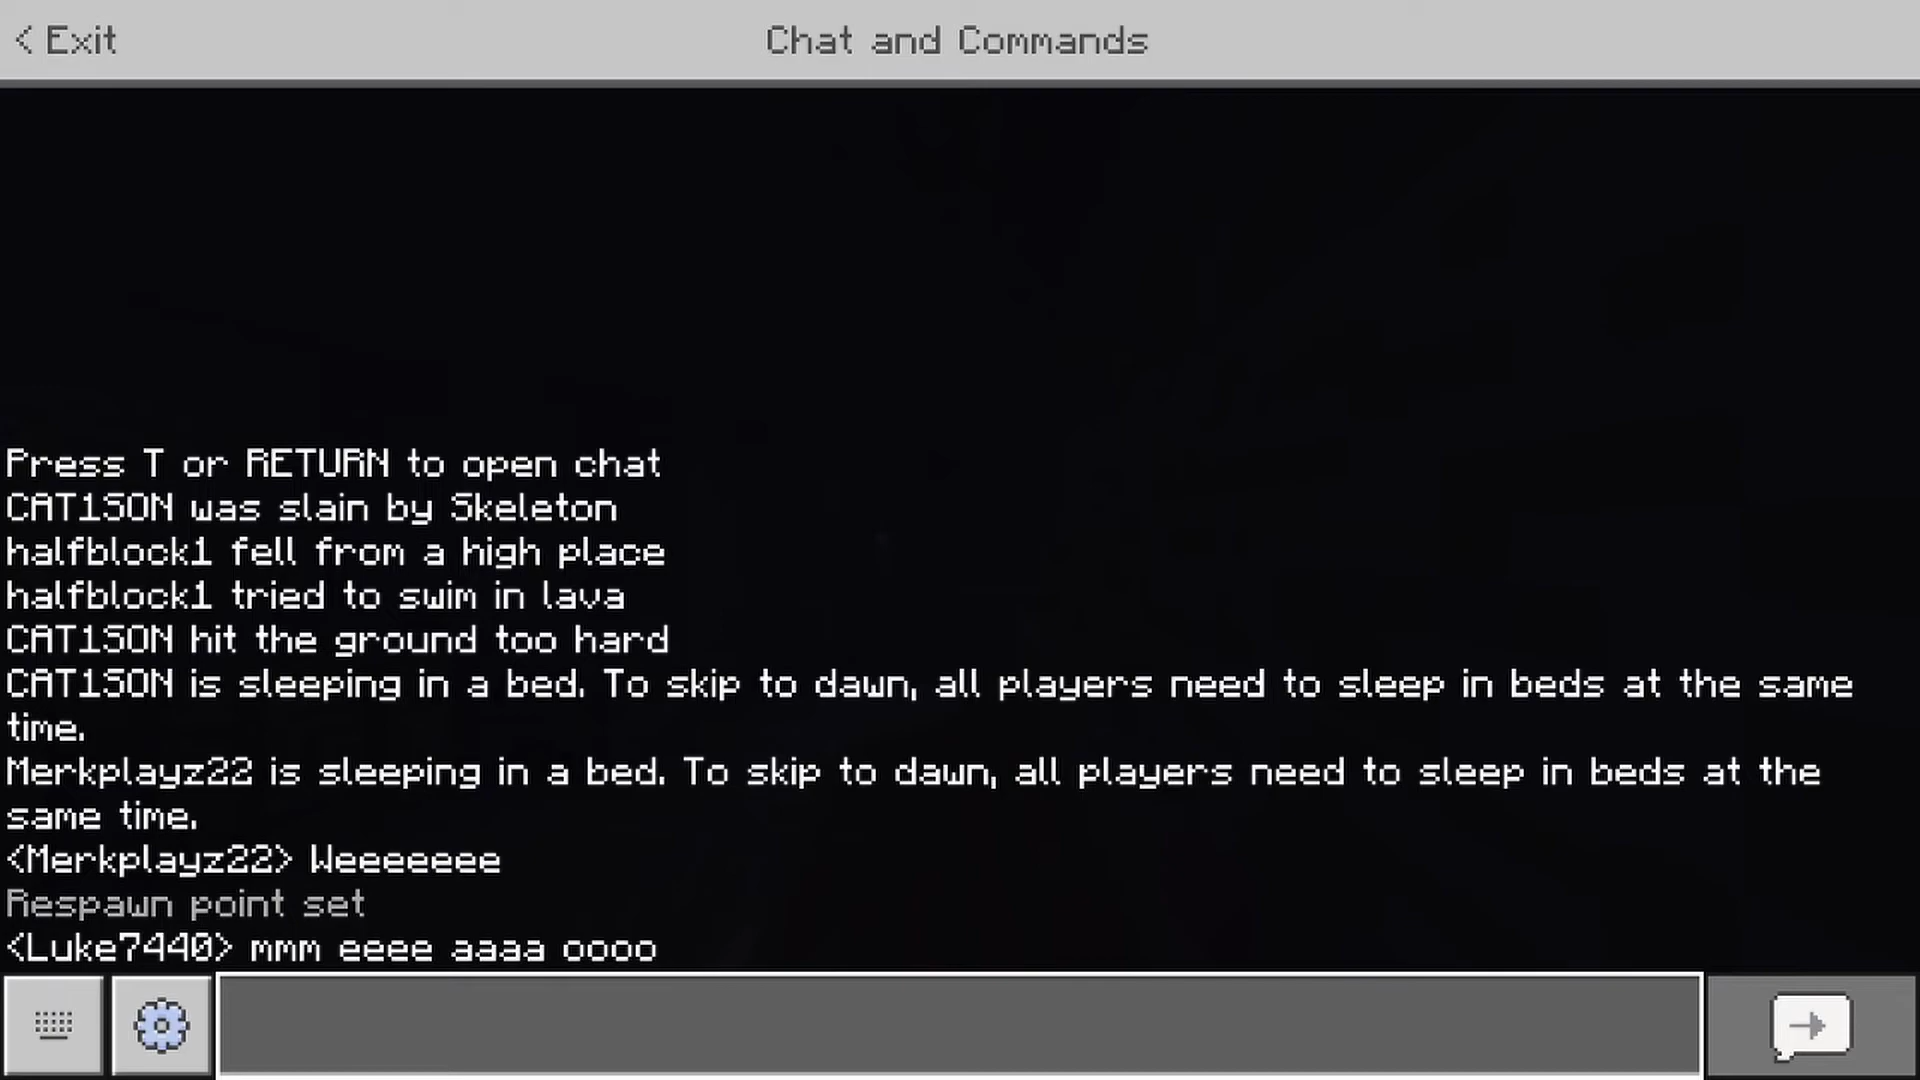 < Exit
Chat and Commands
Press T or RETURN to open chat
CAT1SON was slain by Skeleton
halfblock1 fell from a high place
halfblock1 tried to swim in lava
CAT1SON hit the ground too hard
CAT1SON is sleeping in a bed. To skip to dawn, all players need to sleep in beds at the same
time.
Merkplayz22 is sleeping in a bed. To skip to dawn, all players need to sleep in beds at the
same time.
<Merkplayz22> Weeeeeee
Respawn point set
<Luke7440> mmm eeee aaaa oooo